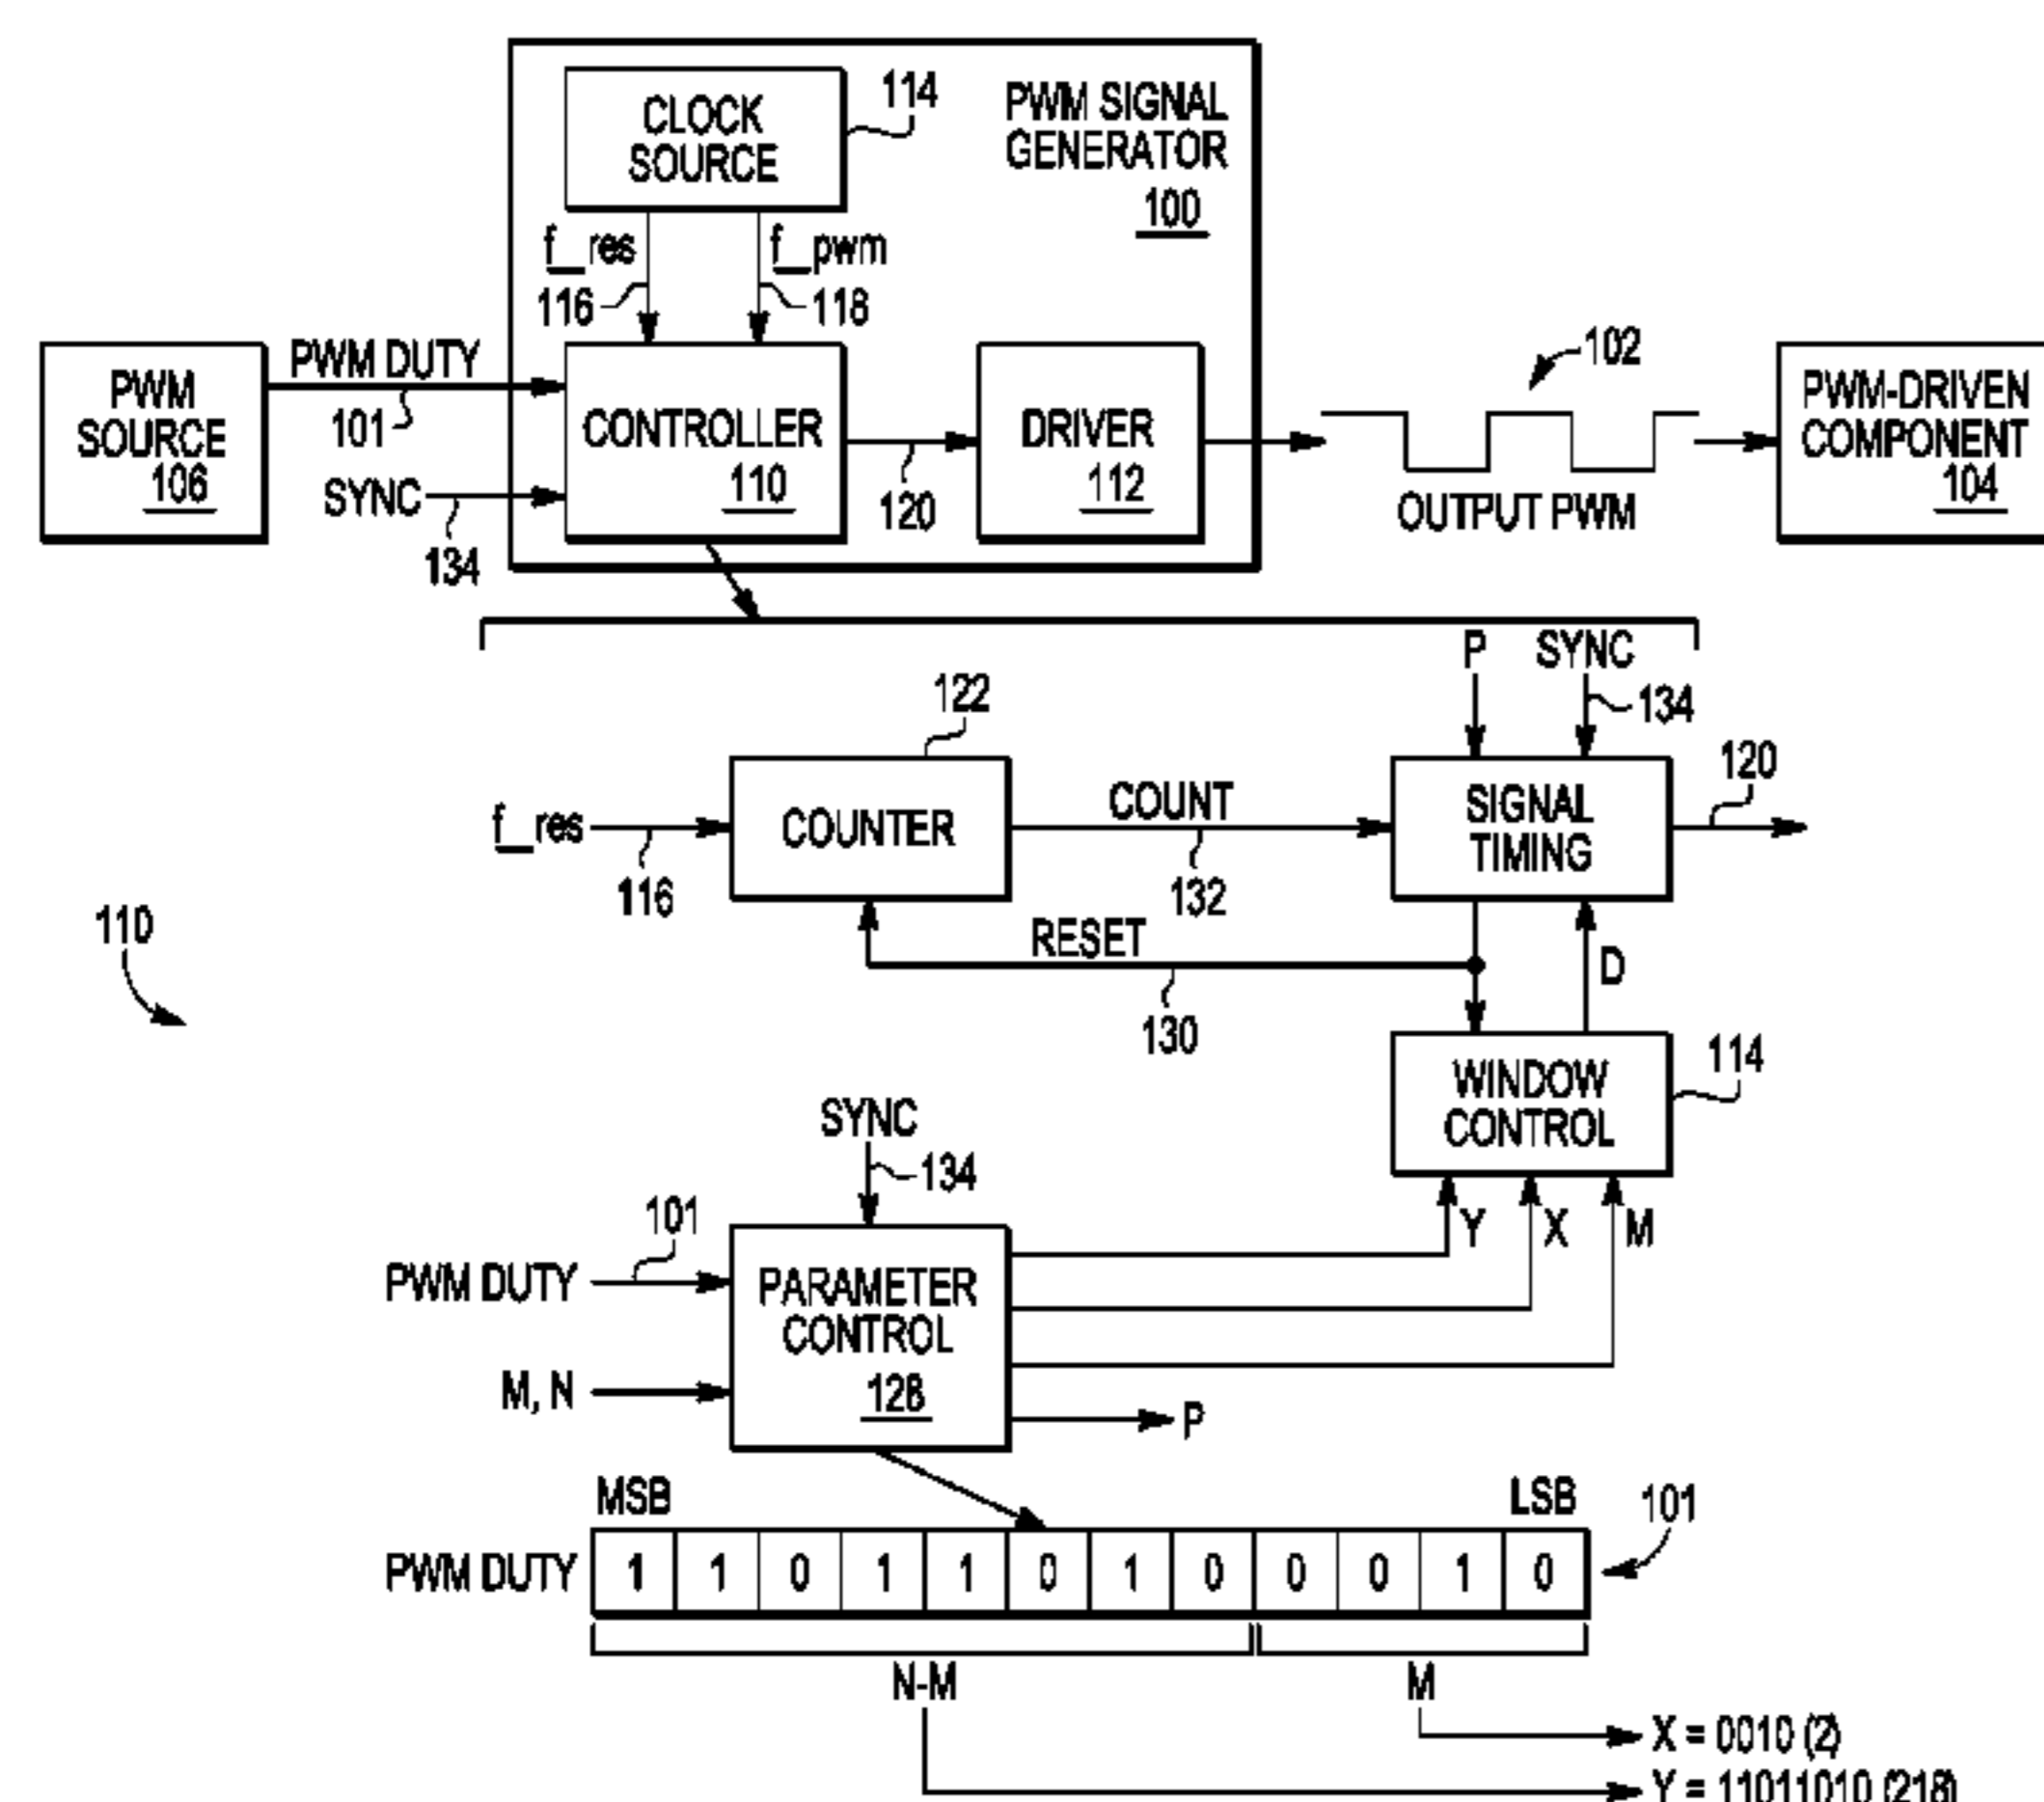 CLOCK
SOURCE
114
PWM SIGNAL
GENERATOR
100
f_res
f_pwm
116
118
PWM
SOURCE
106
PWM DUTY
101
SYNC
134
CONTROLLER
110
120
DRIVER
112
102
OUTPUT PWM
PWM-DRIVEN
COMPONENT
104
P
SYNC
134
122
f_res
116
COUNTER
COUNT
132
SIGNAL
TIMING
120
110
RESET
130
D
WINDOW
CONTROL
114
SYNC
134
Y
X
M
PWM DUTY
101
M, N
PARAMETER
CONTROL
128
P
MSB
LSB
101
PWM DUTY 1 1 0 1 1 0 1 0 0 0 1 0
N-M
M
X = 0010 (2)
Y = 11011010 (218)